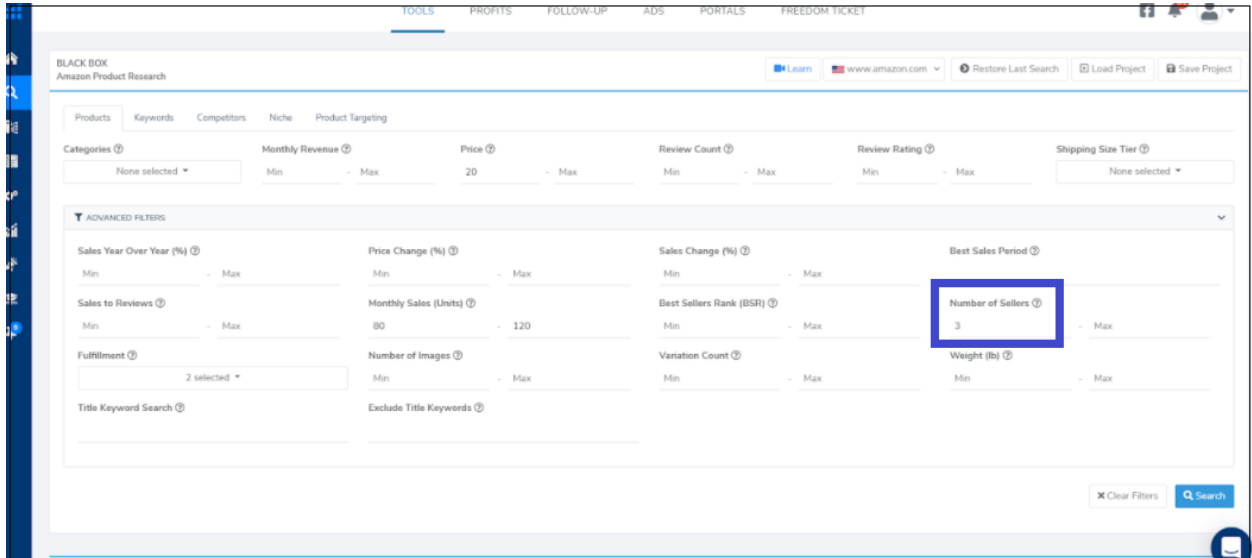 TOOLS PROFITS FOLLOW-UP ADS PORTALS FREEDOM TICKET
BLACK BOX
Amazon Product Research
Learn www.amazon.com Restore Last Search Load Project Save Project
Products Keywords Competitors Niche Product Targeting
Categories Monthly Revenue Price Review Count Review Rating Shipping Size Tier
None selected Min - Max 20 - Max Min - Max Min - Max None selected
ADVANCED FILTERS
Sales Year Over Year (%) Price Change (%) Sales Change (%) Best Sales Period
Min - Max Min - Max Min - Max
Sales to Reviews Monthly Sales (Units) Best Sellers Rank (BSR) Number of Sellers
Min - Max 80 - 120 Min - Max 3 - Max
Fulfillment Number of Images Variation Count Weight (lb)
2 selected Min - Max Min - Max Min - Max
Title Keyword Search Exclude Title Keywords
Clear Filters Search